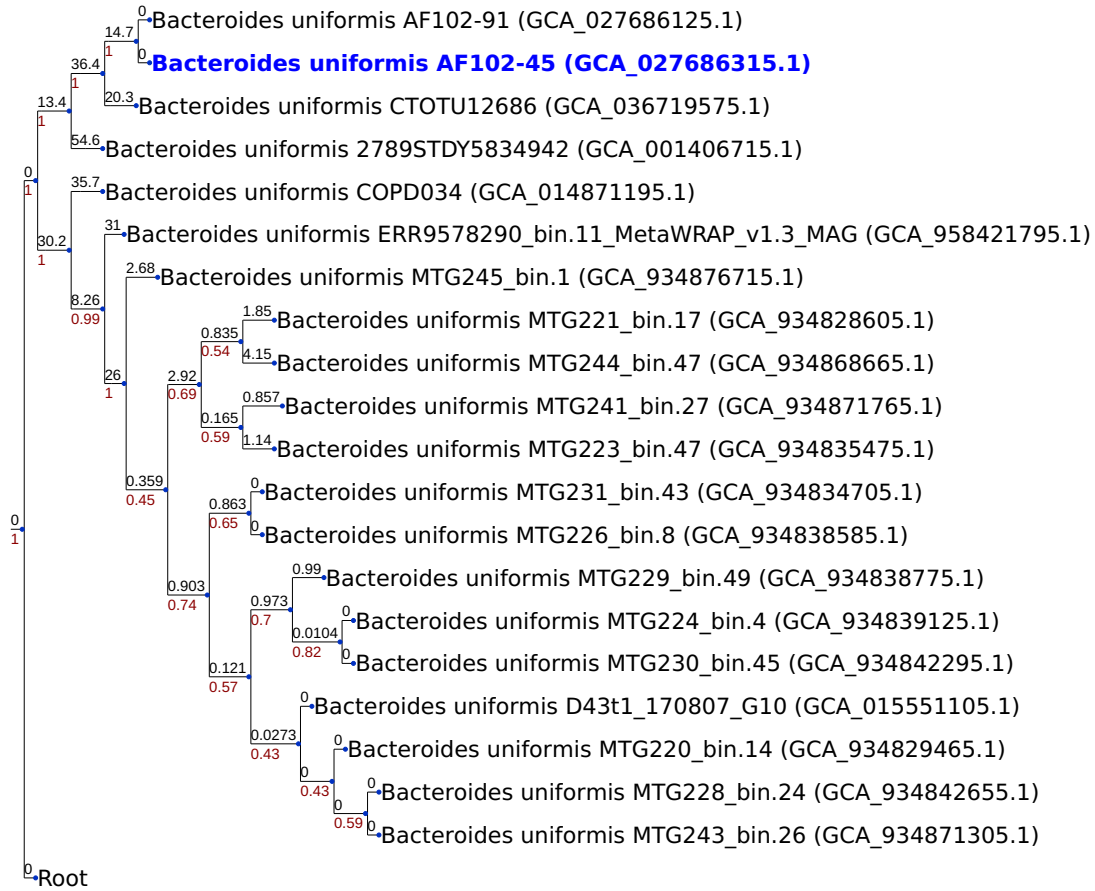 0
Bacteroides uniformis AF102-91 (GCA_027686125.1)
14.7
1
0
Bacteroides uniformis AF102-45 (GCA_027686315.1)
36.4
1
20.3
Bacteroides uniformis CTOTU12686 (GCA_036719575.1)
13.4
1
54.6
Bacteroides uniformis 2789STDY5834942 (GCA_001406715.1)
0
1
35.7
Bacteroides uniformis COPD034 (GCA_014871195.1)
30.2
1
31
Bacteroides uniformis ERR9578290_bin.11_MetaWRAP_v1.3_MAG (GCA_958421795.1)
8.26
0.99
2.68
Bacteroides uniformis MTG245_bin.1 (GCA_934876715.1)
26
1
1.85
Bacteroides uniformis MTG221_bin.17 (GCA_934828605.1)
0.835
0.54
4.15
Bacteroides uniformis MTG244_bin.47 (GCA_934868665.1)
2.92
0.69
0.857
Bacteroides uniformis MTG241_bin.27 (GCA_934871765.1)
0.165
0.59
1.14
Bacteroides uniformis MTG223_bin.47 (GCA_934835475.1)
0.359
0.45
0
Bacteroides uniformis MTG231_bin.43 (GCA_934834705.1)
0.863
0.65
0
Bacteroides uniformis MTG226_bin.8 (GCA_934838585.1)
0
1
0.903
0.74
0.99
Bacteroides uniformis MTG229_bin.49 (GCA_934838775.1)
0.973
0.7
0
Bacteroides uniformis MTG224_bin.4 (GCA_934839125.1)
0.0104
0.82
0
Bacteroides uniformis MTG230_bin.45 (GCA_934842295.1)
0.121
0.57
0
Bacteroides uniformis D43t1_170807_G10 (GCA_015551105.1)
0.0273
0.43
0
Bacteroides uniformis MTG220_bin.14 (GCA_934829465.1)
0
0.43
0
Bacteroides uniformis MTG228_bin.24 (GCA_934842655.1)
0
0.59
0
Bacteroides uniformis MTG243_bin.26 (GCA_934871305.1)
0
Root